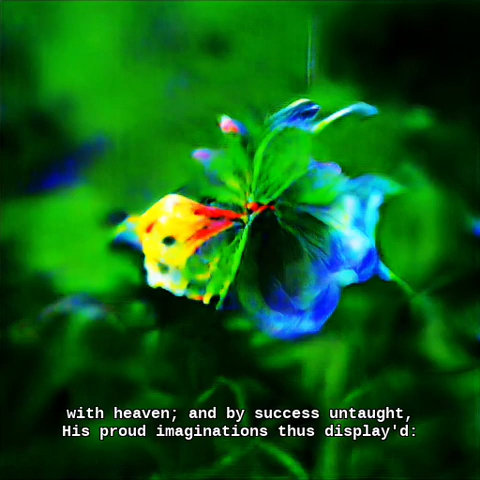 with heaven; and by success untaught,
His proud imaginations thus display'd: